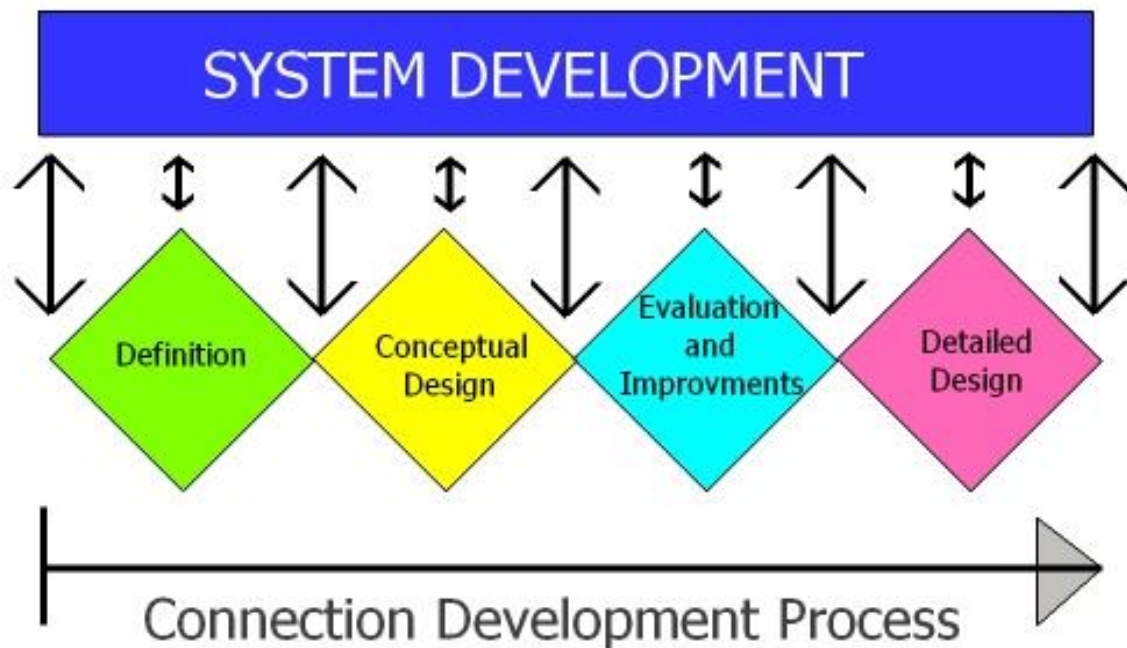 SYSTEM DEVELOPMENT
Definition
Conceptual
Design
Evaluation
and
Improvments
Detailed
Design
Connection Development Process